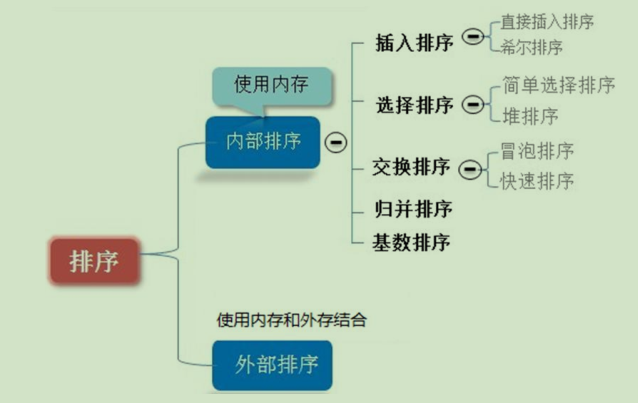 排序
使用内存
内部排序
插入排序
直接插入排序
希尔排序
选择排序
简单选择排序
堆排序
交换排序
冒泡排序
快速排序
归并排序
基数排序
使用内存和外存结合
外部排序